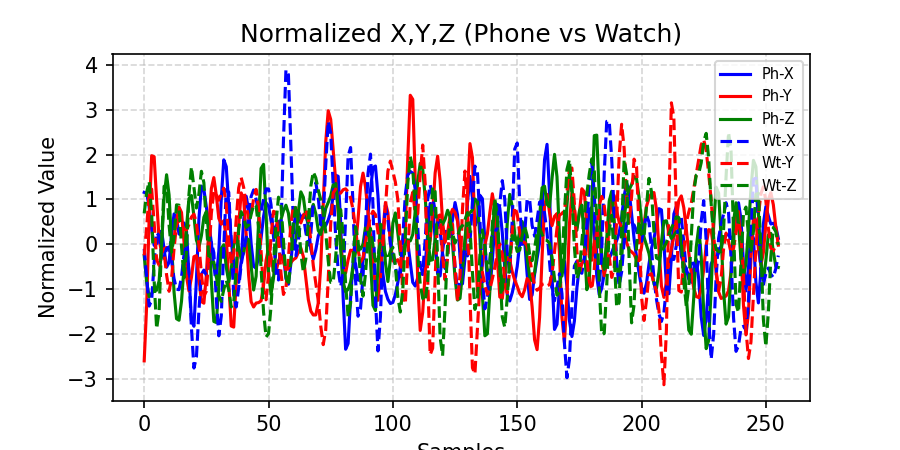 Normalized X,Y,Z (Phone vs Watch)
Normalized Value
4
3
2
1
0
−1
−2
−3
Ph-X
Ph-Y
Ph-Z
Wt-X
Wt-Y
Wt-Z
0 50 100 150 200 250
Samples